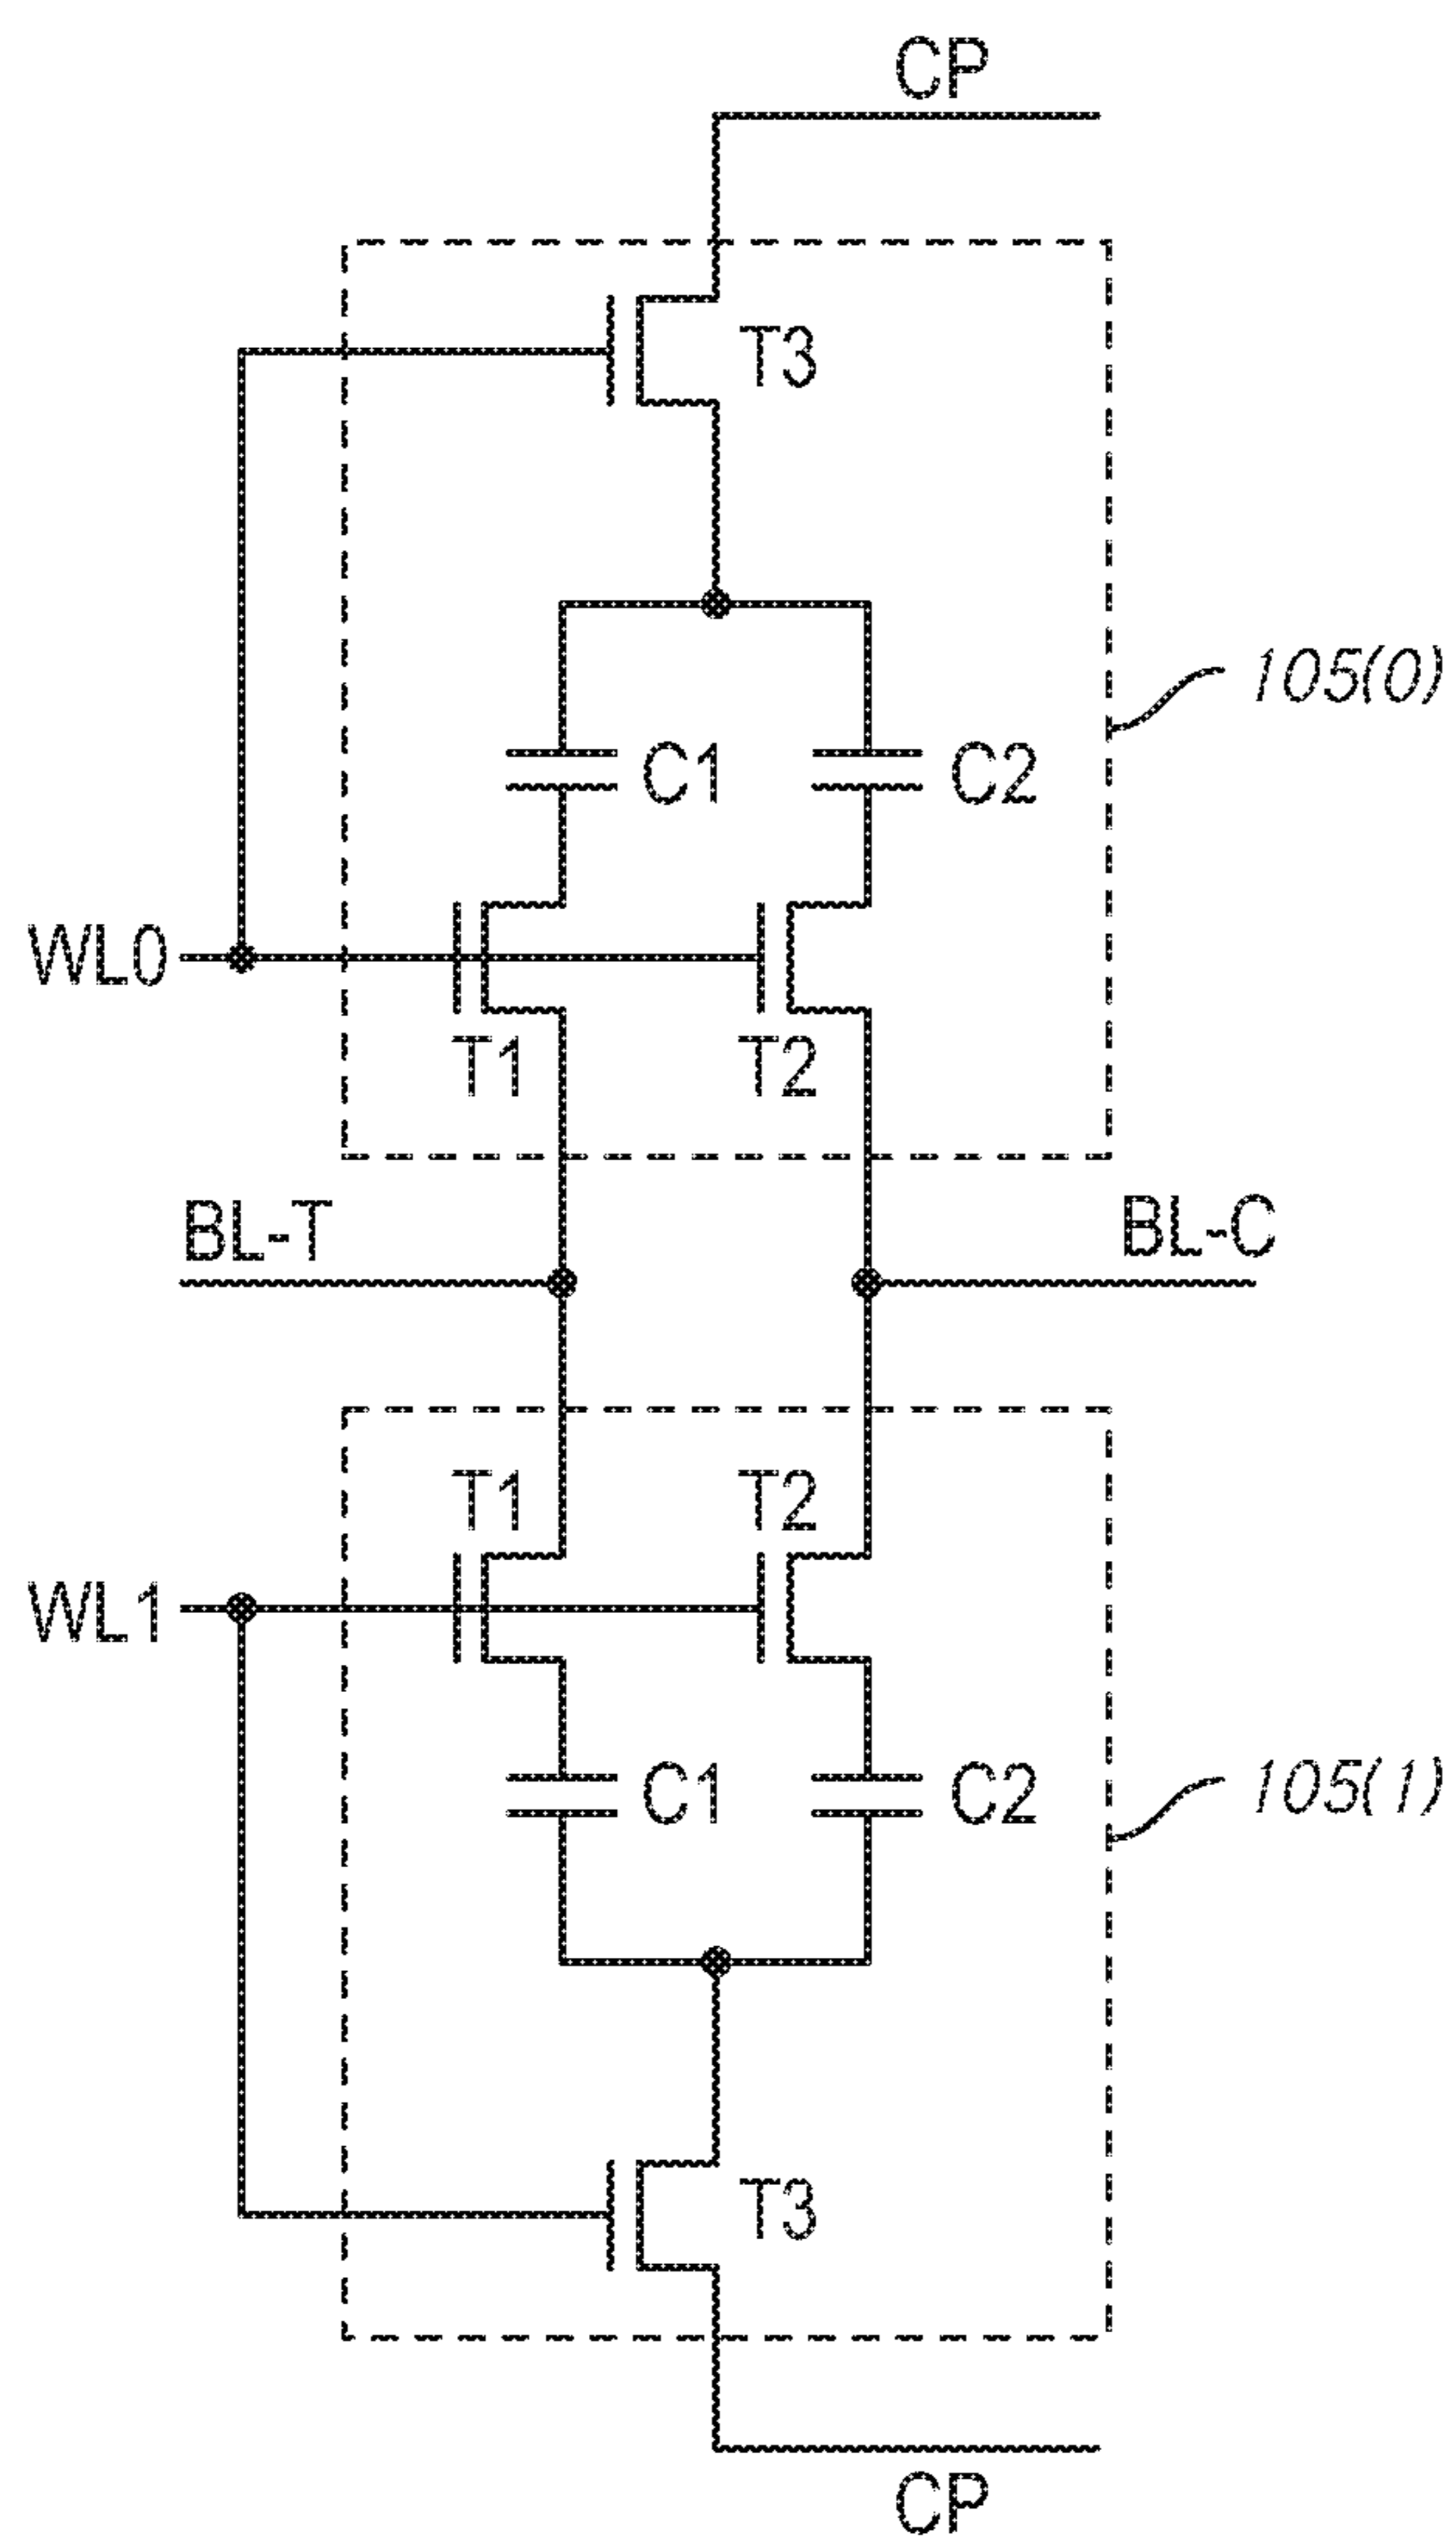 CP
T3
105(0)
C1
C2
WL0
T1
T2
BL-T
BL-C
T1
T2
WL1
C1
C2
105(1)
T3
CP